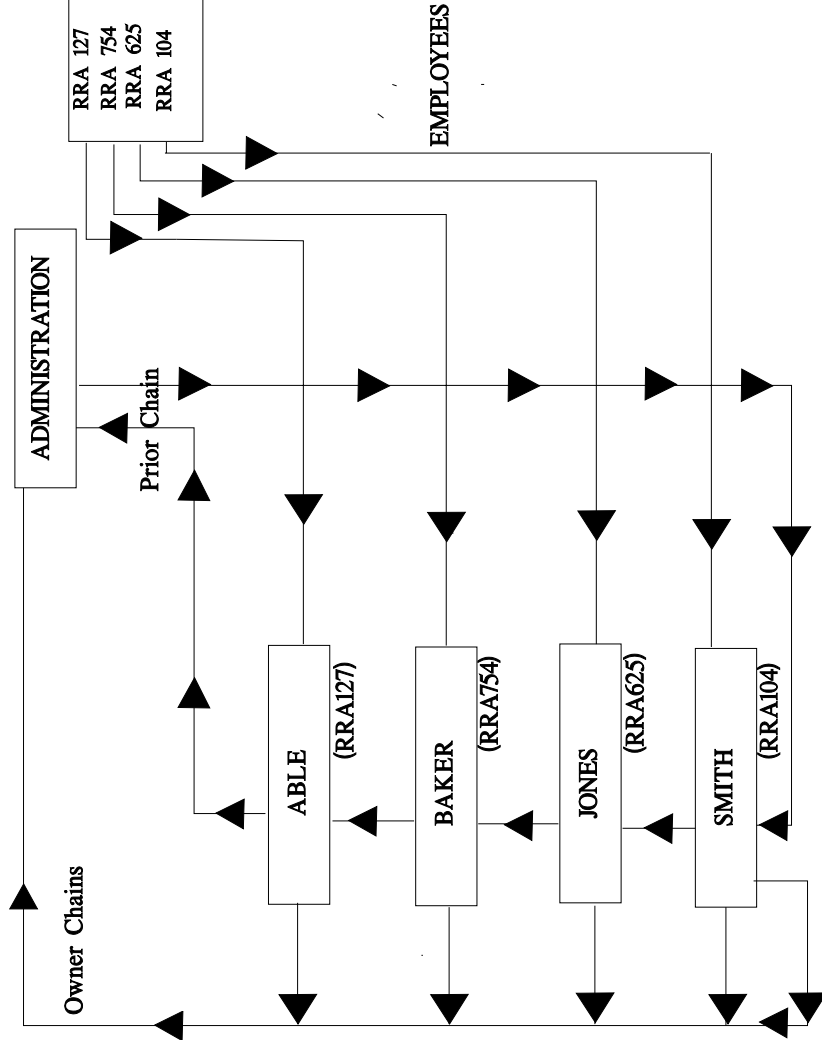 RRA 127
RRA 754
RRA 625
RRA 104
EMPLOYEES
ADMINISTRATION
Prior Chain
ABLE
(RRA127)
BAKER
(RRA754)
JONES
(RRA625)
SMITH
(RRA104)
Owner Chains